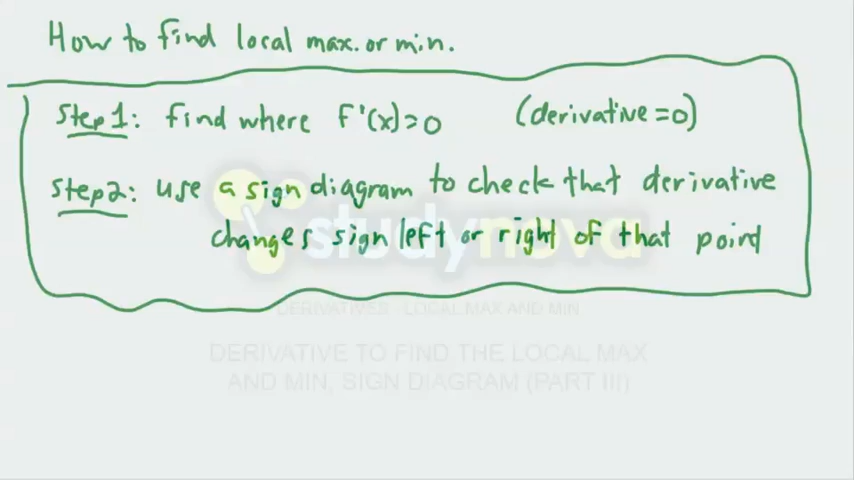 How to find local max. or min.
Step 1: find where f'(x)=0 (derivative =0)
Step 2: use a sign diagram to check that derivative
changes sign left or right of that point
studynova
DERIVATIVES - LOCAL MAX AND MIN
DERIVATIVE TO FIND THE LOCAL MAX
AND MIN, SIGN DIAGRAM (PART III)